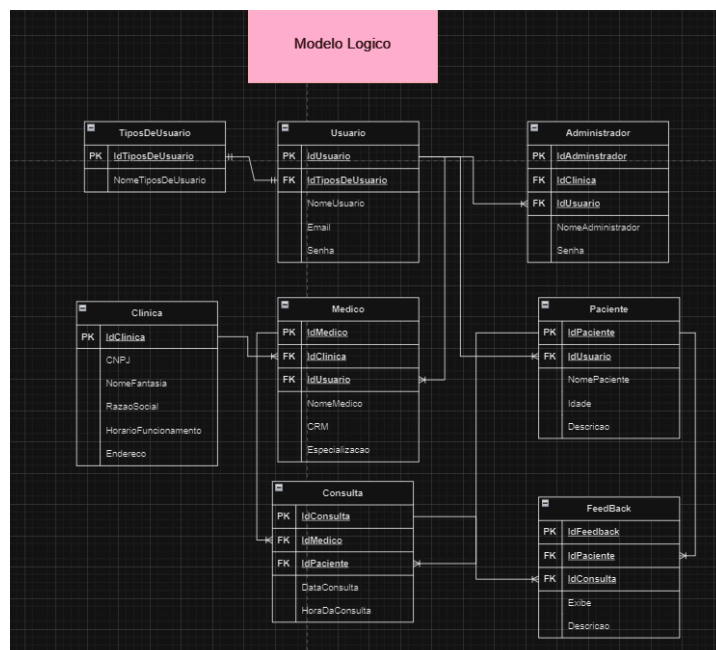 Modelo Logico
TiposDeUsuario
PK IdTiposDeUsuario
NomeTiposDeUsuario
Usuario
PK IdUsuario
FK IdTiposDeUsuario
NomeUsuario
Email
Senha
Administrador
PK IdAdminstrador
FK IdClinica
FK IdUsuario
NomeAdministrador
Senha
Clinica
PK IdClinica
CNPJ
NomeFantasia
RazaoSocial
HorarioFuncionamento
Endereco
Medico
PK IdMedico
FK IdClinica
FK IdUsuario
NomeMedico
CRM
Especializacao
Paciente
PK IdPaciente
FK IdUsuario
NomePaciente
Idade
Descricao
Consulta
PK IdConsulta
FK IdMedico
FK IdPaciente
DataConsulta
HoraDaConsulta
FeedBack
PK IdFeedback
FK IdPaciente
FK IdConsulta
Exibe
Descricao